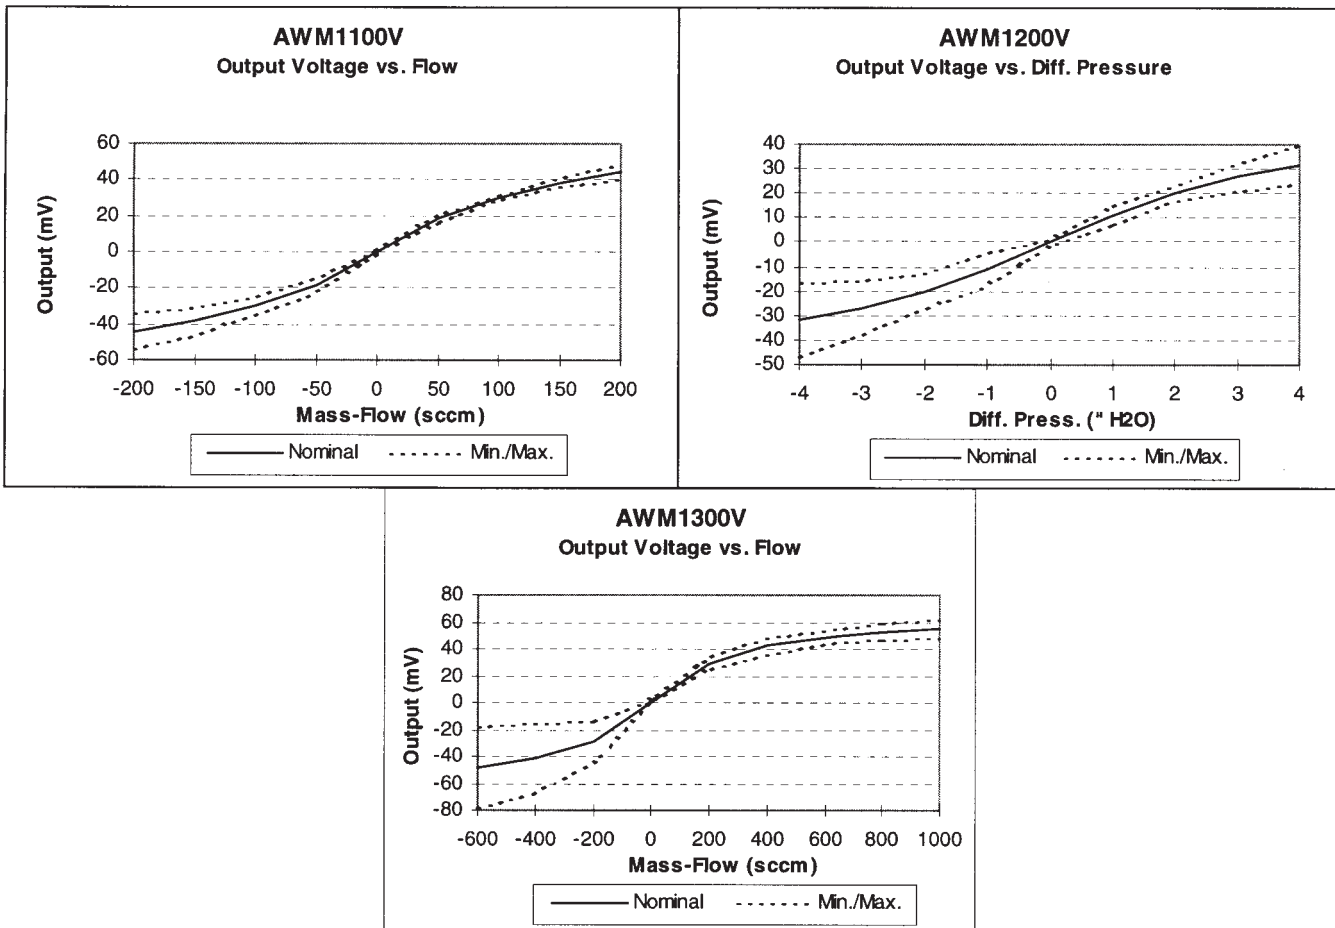 AWM1100V
Output Voltage vs. Flow
Output (mV)
60
40
20
0
-20
-40
-60
-200 -150 -100 -50 0 50 100 150 200
Mass-Flow (sccm)
Nominal Min./Max.
AWM1200V
Output Voltage vs. Diff. Pressure
Output (mV)
40
30
20
10
0
-10
-20
-30
-40
-50
-4 -3 -2 -1 0 1 2 3 4
Diff. Press. (" H2O)
Nominal Min./Max.
AWM1300V
Output Voltage vs. Flow
Output (mV)
80
60
40
20
0
-20
-40
-60
-80
-600 -400 -200 0 200 400 600 800 1000
Mass-Flow (sccm)
Nominal Min./Max.